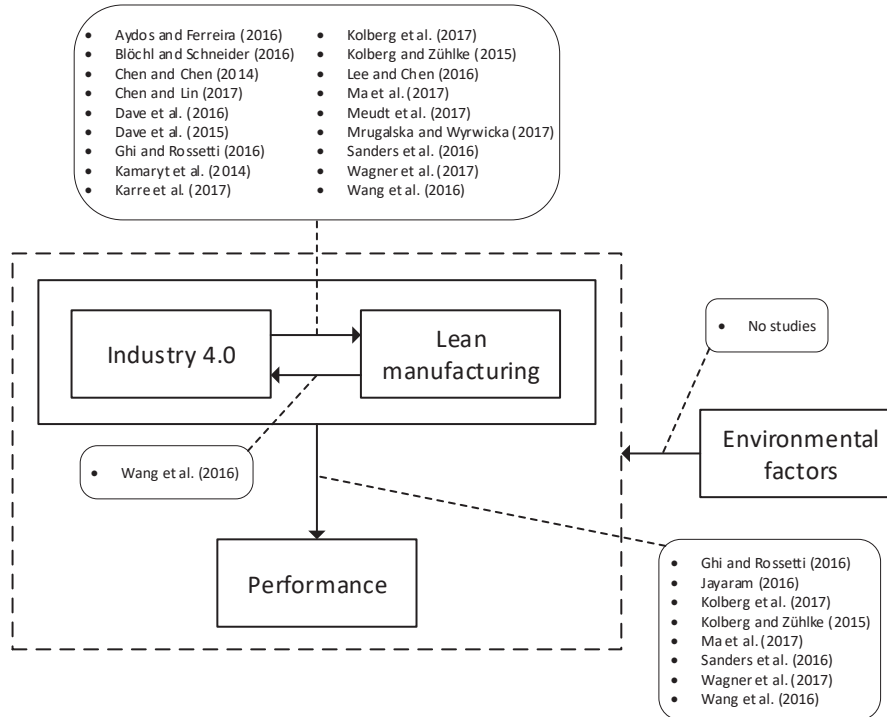 • Aydos and Ferreira (2016)
• Blöchl and Schneider (2016)
• Chen and Chen (2014)
• Chen and Lin (2017)
• Dave et al. (2016)
• Dave et al. (2015)
• Ghi and Rossetti (2016)
• Kamaryt et al. (2014)
• Karre et al. (2017)
• Kolberg et al. (2017)
• Kolberg and Zühlke (2015)
• Lee and Chen (2016)
• Ma et al. (2017)
• Meudt et al. (2017)
• Mrugalska and Wyrwicka (2017)
• Sanders et al. (2016)
• Wagner et al. (2017)
• Wang et al. (2016)
Industry 4.0
Lean
manufacturing
• No studies
Environmental
factors
• Wang et al. (2016)
Performance
• Ghi and Rossetti (2016)
• Jayaram (2016)
• Kolberg et al. (2017)
• Kolberg and Zühlke (2015)
• Ma et al. (2017)
• Sanders et al. (2016)
• Wagner et al. (2017)
• Wang et al. (2016)